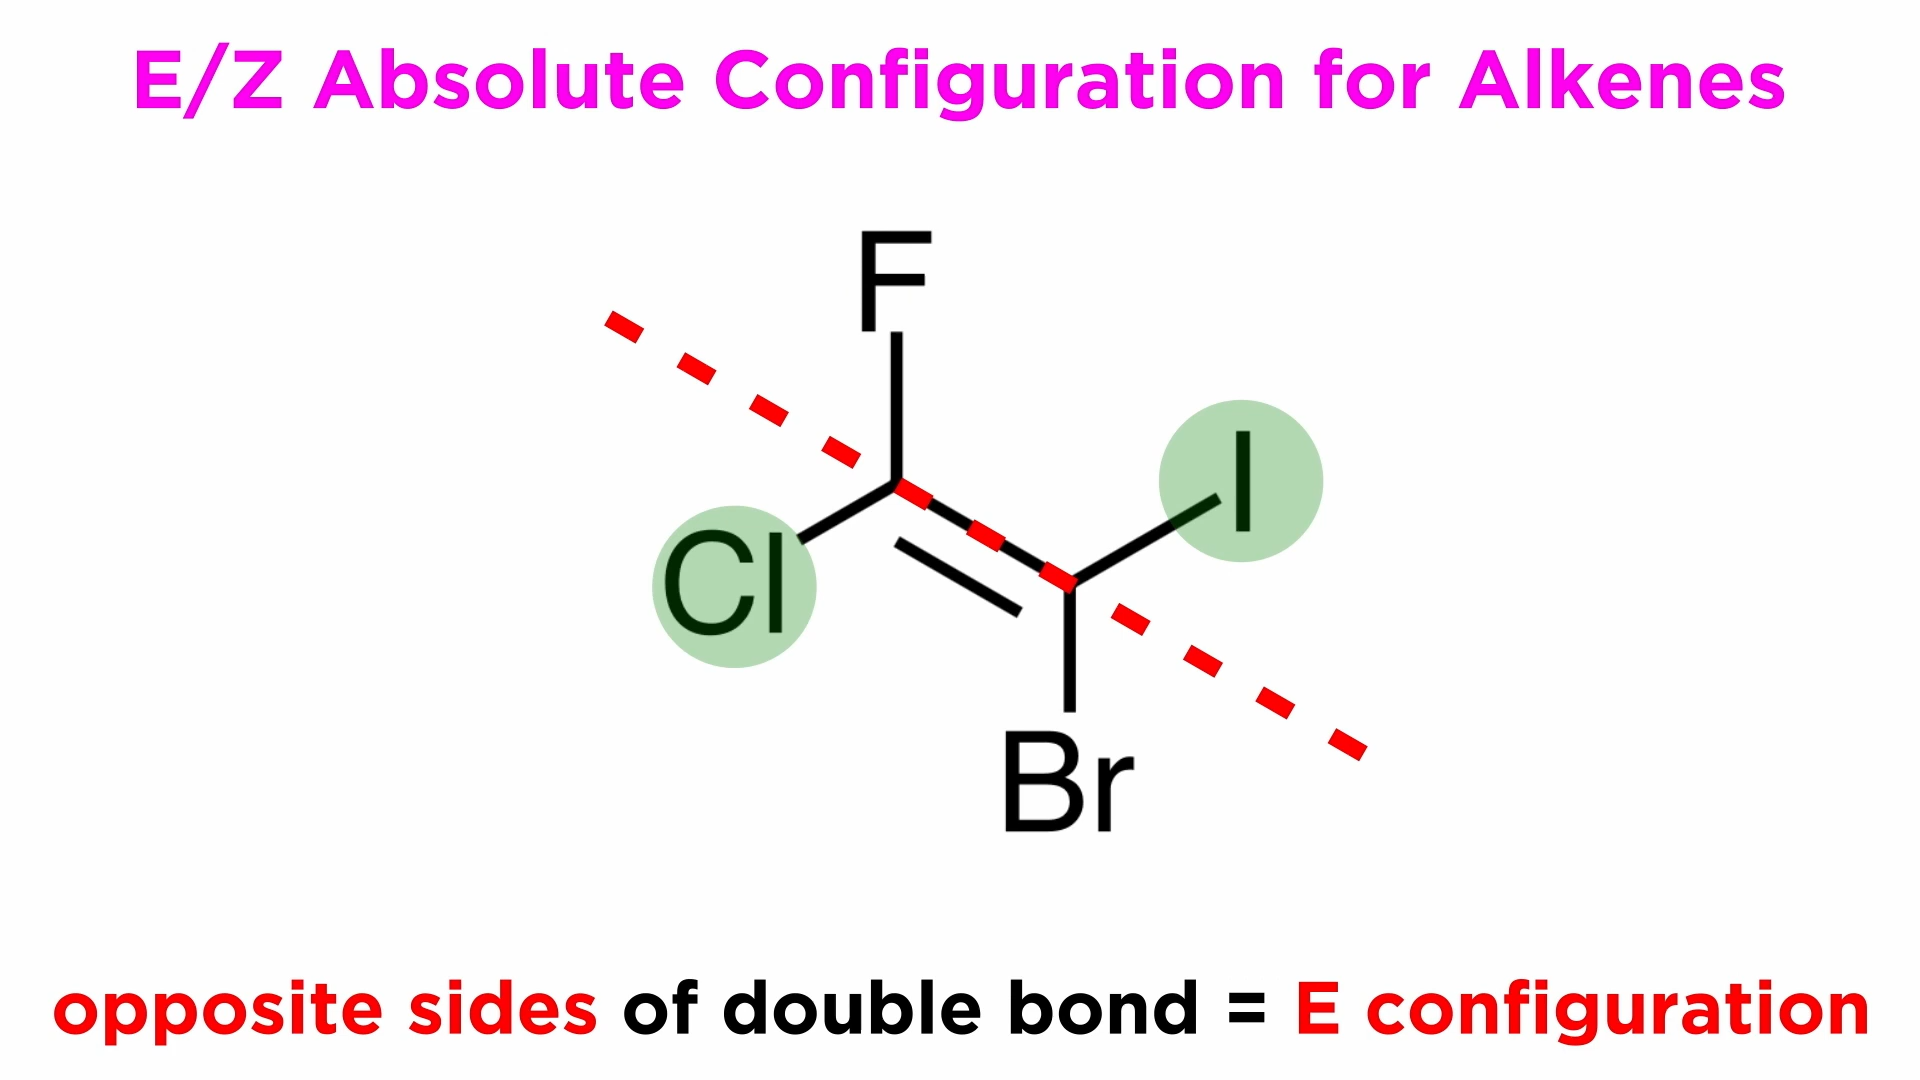 E/Z Absolute Configuration for Alkenes
F
I
Cl
Br
opposite sides of double bond = E configuration